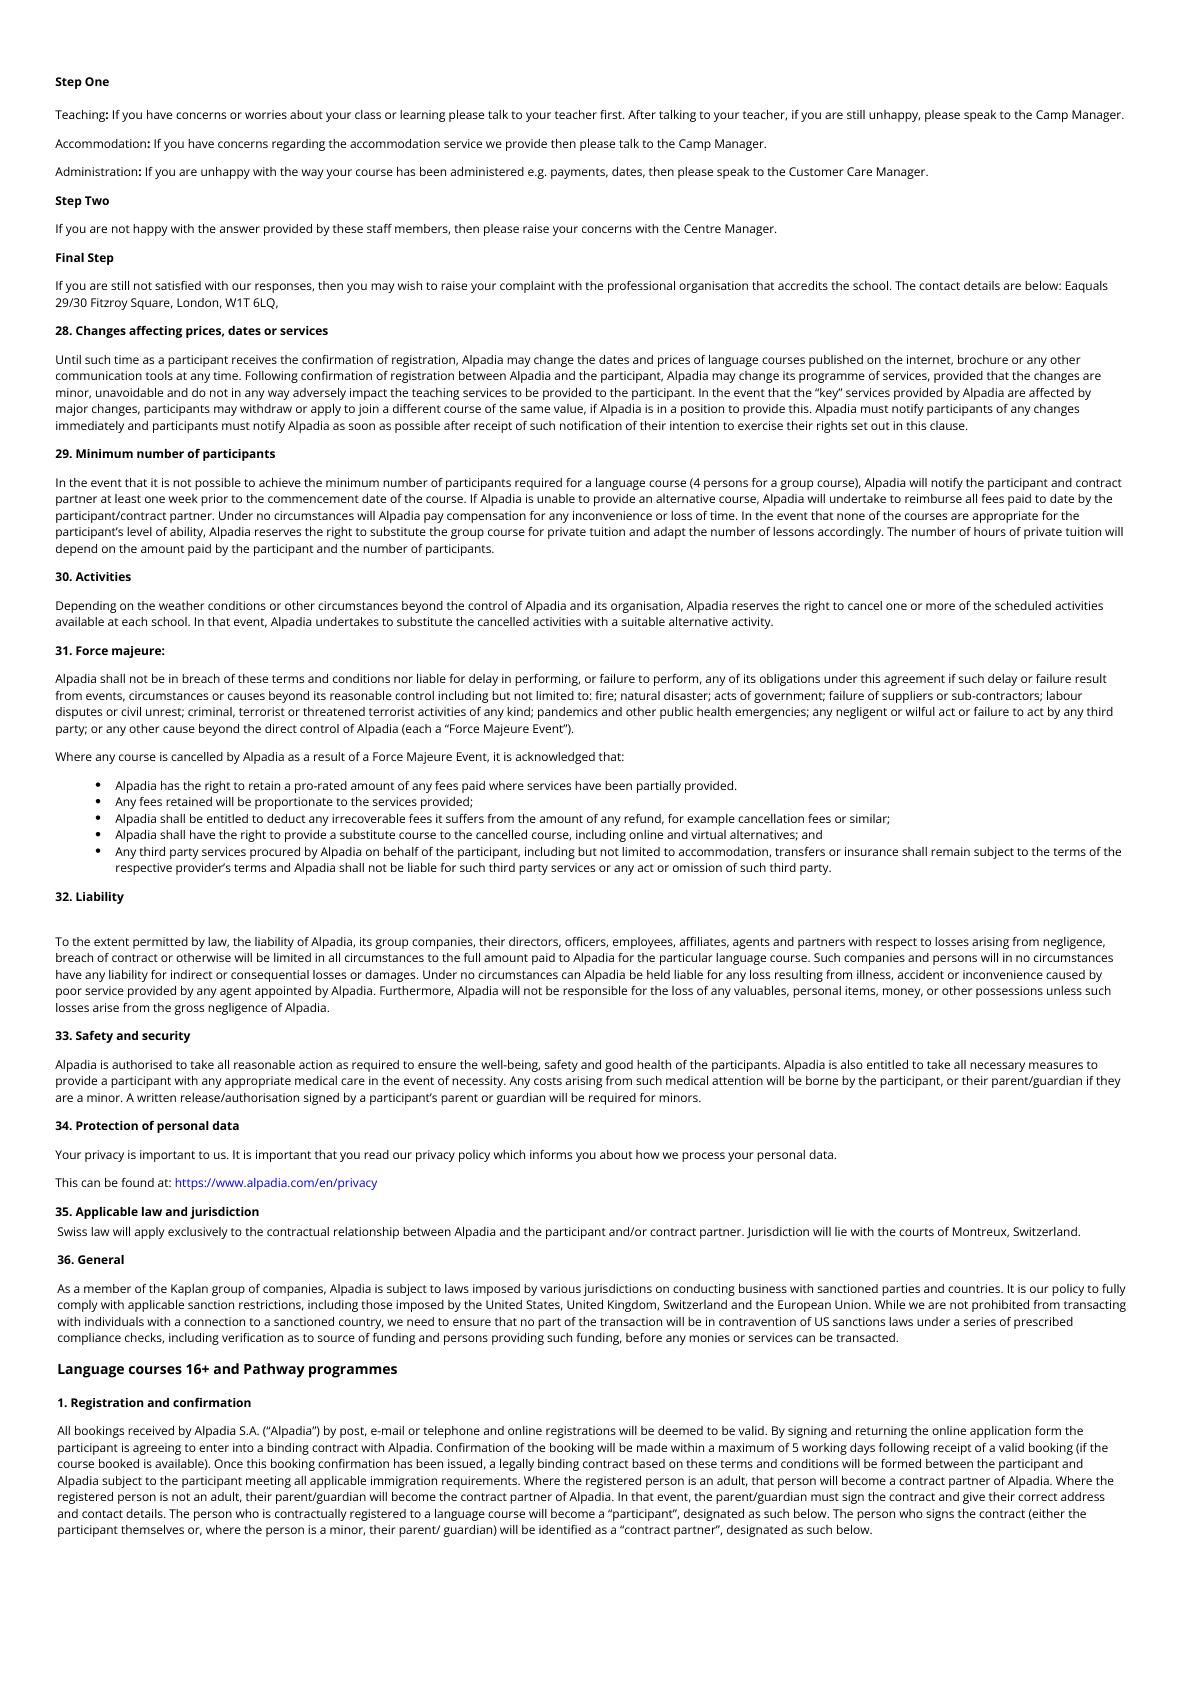 Step One
Teaching: If you have concerns or worries about your class or learning please talk to your teacher first. After talking to your teacher, if you are still unhappy, please speak to the Camp Manager.
Accommodation: If you have concerns regarding the accommodation service we provide then please talk to the Camp Manager.
Administration: If you are unhappy with the way your course has been administered e.g. payments, dates, then please speak to the Customer Care Manager.
Step Two
If you are not happy with the answer provided by these staff members, then please raise your concerns with the Centre Manager.
Final Step
If you are still not satisfied with our responses, then you may wish to raise your complaint with the professional organisation that accredits the school. The contact details are below: Eaquals
29/30 Fitzroy Square, London, W1T 6LQ,
28. Changes affecting prices, dates or services
Until such time as a participant receives the confirmation of registration, Alpadia may change the dates and prices of language courses published on the internet, brochure or any other
communication tools at any time. Following confirmation of registration between Alpadia and the participant, Alpadia may change its programme of services, provided that the changes are
minor, unavoidable and do not in any way adversely impact the teaching services to be provided to the participant. In the event that the “key” services provided by Alpadia are affected by
major changes, participants may withdraw or apply to join a different course of the same value, if Alpadia is in a position to provide this. Alpadia must notify participants of any changes
immediately and participants must notify Alpadia as soon as possible after receipt of such notification of their intention to exercise their rights set out in this clause.
29. Minimum number of participants
In the event that it is not possible to achieve the minimum number of participants required for a language course (4 persons for a group course), Alpadia will notify the participant and contract
partner at least one week prior to the commencement date of the course. If Alpadia is unable to provide an alternative course, Alpadia will undertake to reimburse all fees paid to date by the
participant/contract partner. Under no circumstances will Alpadia pay compensation for any inconvenience or loss of time. In the event that none of the courses are appropriate for the
participant’s level of ability, Alpadia reserves the right to substitute the group course for private tuition and adapt the number of lessons accordingly. The number of hours of private tuition will
depend on the amount paid by the participant and the number of participants.
30. Activities
Depending on the weather conditions or other circumstances beyond the control of Alpadia and its organisation, Alpadia reserves the right to cancel one or more of the scheduled activities
available at each school. In that event, Alpadia undertakes to substitute the cancelled activities with a suitable alternative activity.
31. Force majeure:
Alpadia shall not be in breach of these terms and conditions nor liable for delay in performing, or failure to perform, any of its obligations under this agreement if such delay or failure result
from events, circumstances or causes beyond its reasonable control including but not limited to: fire; natural disaster; acts of government; failure of suppliers or sub-contractors; labour
disputes or civil unrest; criminal, terrorist or threatened terrorist activities of any kind; pandemics and other public health emergencies; any negligent or wilful act or failure to act by any third
party; or any other cause beyond the direct control of Alpadia (each a “Force Majeure Event”).
Where any course is cancelled by Alpadia as a result of a Force Majeure Event, it is acknowledged that:
• Alpadia has the right to retain a pro-rated amount of any fees paid where services have been partially provided.
• Any fees retained will be proportionate to the services provided;
• Alpadia shall be entitled to deduct any irrecoverable fees it suffers from the amount of any refund, for example cancellation fees or similar;
• Alpadia shall have the right to provide a substitute course to the cancelled course, including online and virtual alternatives; and
• Any third party services procured by Alpadia on behalf of the participant, including but not limited to accommodation, transfers or insurance shall remain subject to the terms of the
respective provider’s terms and Alpadia shall not be liable for such third party services or any act or omission of such third party.
32. Liability
To the extent permitted by law, the liability of Alpadia, its group companies, their directors, officers, employees, affiliates, agents and partners with respect to losses arising from negligence,
breach of contract or otherwise will be limited in all circumstances to the full amount paid to Alpadia for the particular language course. Such companies and persons will in no circumstances
have any liability for indirect or consequential losses or damages. Under no circumstances can Alpadia be held liable for any loss resulting from illness, accident or inconvenience caused by
poor service provided by any agent appointed by Alpadia. Furthermore, Alpadia will not be responsible for the loss of any valuables, personal items, money, or other possessions unless such
losses arise from the gross negligence of Alpadia.
33. Safety and security
Alpadia is authorised to take all reasonable action as required to ensure the well-being, safety and good health of the participants. Alpadia is also entitled to take all necessary measures to
provide a participant with any appropriate medical care in the event of necessity. Any costs arising from such medical attention will be borne by the participant, or their parent/guardian if they
are a minor. A written release/authorisation signed by a participant’s parent or guardian will be required for minors.
34. Protection of personal data
Your privacy is important to us. It is important that you read our privacy policy which informs you about how we process your personal data.
This can be found at: https://www.alpadia.com/en/privacy
35. Applicable law and jurisdiction
Swiss law will apply exclusively to the contractual relationship between Alpadia and the participant and/or contract partner. Jurisdiction will lie with the courts of Montreux, Switzerland.
36. General
As a member of the Kaplan group of companies, Alpadia is subject to laws imposed by various jurisdictions on conducting business with sanctioned parties and countries. It is our policy to fully
comply with applicable sanction restrictions, including those imposed by the United States, United Kingdom, Switzerland and the European Union. While we are not prohibited from transacting
with individuals with a connection to a sanctioned country, we need to ensure that no part of the transaction will be in contravention of US sanctions laws under a series of prescribed
compliance checks, including verification as to source of funding and persons providing such funding, before any monies or services can be transacted.
Language courses 16+ and Pathway programmes
1. Registration and confirmation
All bookings received by Alpadia S.A. (“Alpadia”) by post, e-mail or telephone and online registrations will be deemed to be valid. By signing and returning the online application form the
participant is agreeing to enter into a binding contract with Alpadia. Confirmation of the booking will be made within a maximum of 5 working days following receipt of a valid booking (if the
course booked is available). Once this booking confirmation has been issued, a legally binding contract based on these terms and conditions will be formed between the participant and
Alpadia subject to the participant meeting all applicable immigration requirements. Where the registered person is an adult, that person will become a contract partner of Alpadia. Where the
registered person is not an adult, their parent/guardian will become the contract partner of Alpadia. In that event, the parent/guardian must sign the contract and give their correct address
and contact details. The person who is contractually registered to a language course will become a “participant”, designated as such below. The person who signs the contract (either the
participant themselves or, where the person is a minor, their parent/ guardian) will be identified as a “contract partner”, designated as such below.